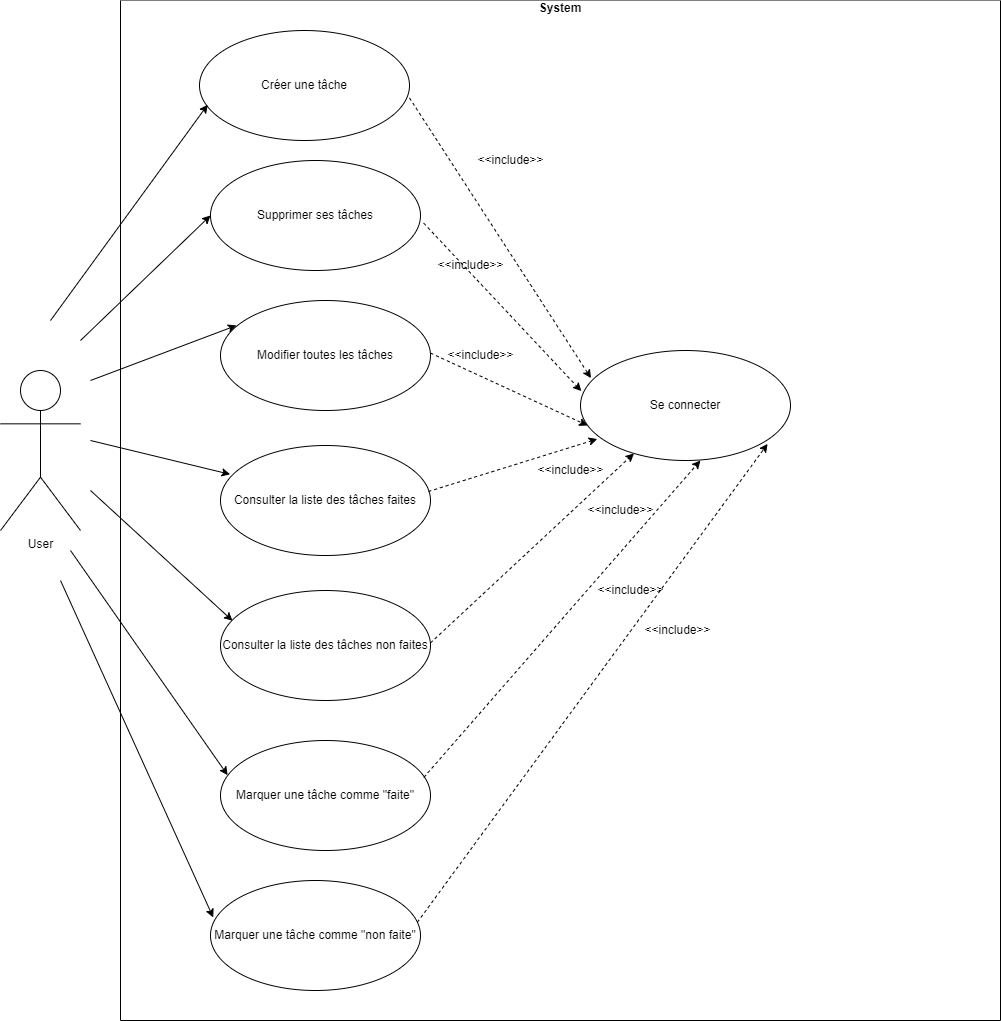 System
Créer une tâche
<<include>>
Supprimer ses tâches
<<include>>
Modifier toutes les tâches
<<include>>
Se connecter
Consulter la liste des tâches faites
<<include>>
<<include>>
User
<<include>>
Consulter la liste des tâches non faites
<<include>>
Marquer une tâche comme "faite"
Marquer une tâche comme "non faite"